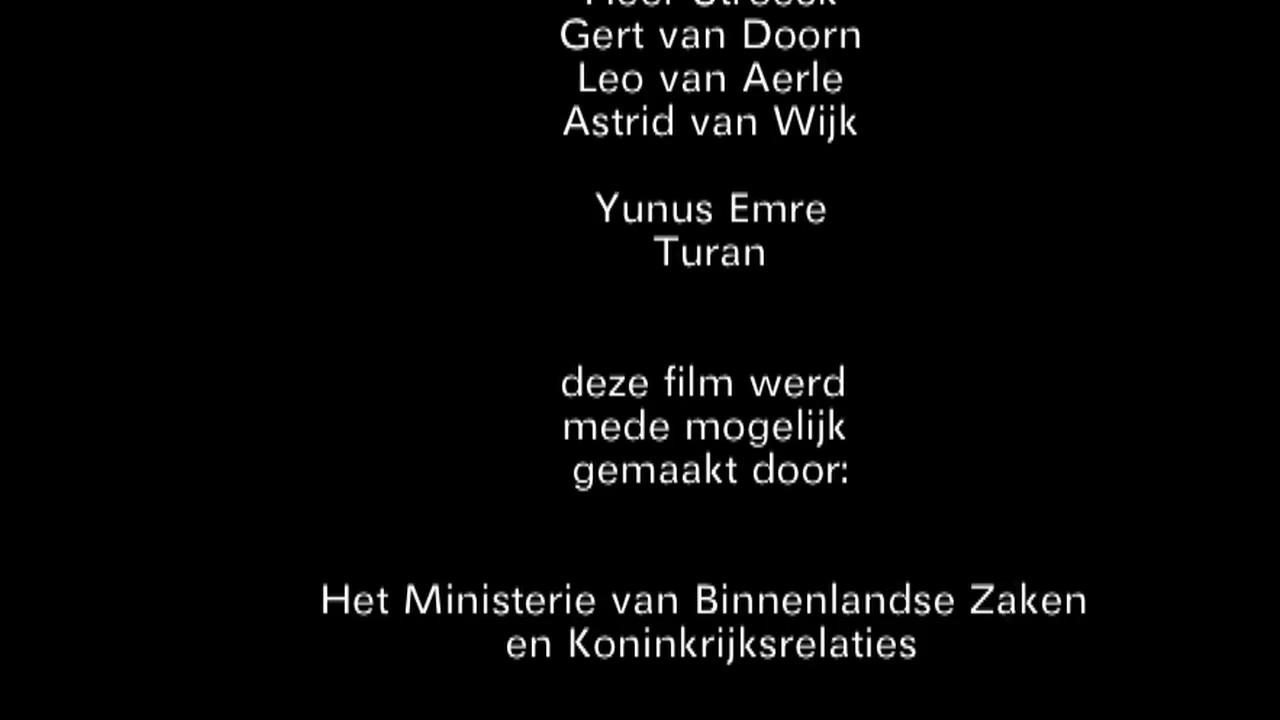 Gert van Doorn
Leo van Aerle
Astrid van Wijk
Yunus Emre
Turan
deze film werd
mede mogelijk
gemaakt door:
Het Ministerie van Binnenlandse Zaken
en Koninkrijksrelaties